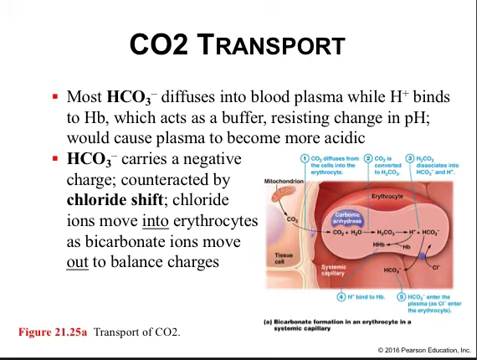 CO2 TRANSPORT
▪ Most HCO₃⁻ diffuses into blood plasma while H⁺ binds
to Hb, which acts as a buffer, resisting change in pH;
would cause plasma to become more acidic
▪ HCO₃⁻ carries a negative
charge; counteracted by
chloride shift; chloride
ions move into erythrocytes
as bicarbonate ions move
out to balance charges
1 CO₂ diffuses from
the cells into the
erythrocyte.
2 CO₂ is
converted
to H₂CO₃.
3 H₂CO₃
dissociates into
HCO₃⁻ and H⁺.
Mitochondrion
Erythrocyte
Carbonic
anhydrase
CO₂
CO₂ + H₂O
H₂CO₃
H⁺ + HCO₃⁻
HHb
Hb
Tissue
cell
Systemic
capillary
HCO₃⁻
Cl⁻
4 H⁺ bind to Hb.
5 HCO₃⁻ enter the
plasma (as Cl⁻ enter
the erythrocyte).
(a) Bicarbonate formation in an erythrocyte in a
systemic capillary
Figure 21.25a Transport of CO2.
© 2016 Pearson Education, Inc.